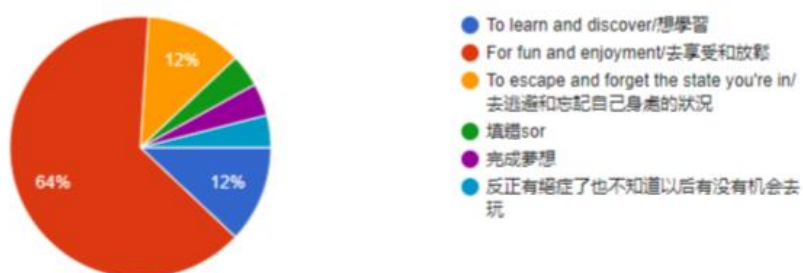 12%
64%
12%
To learn and discover/想學習
For fun and enjoyment/去享受和放鬆
To escape and forget the state you're in/
去逃避和忘記自己身處的狀況
填錯sor
完成夢想
反正有絕症了也不知道以后有没有机会去
玩